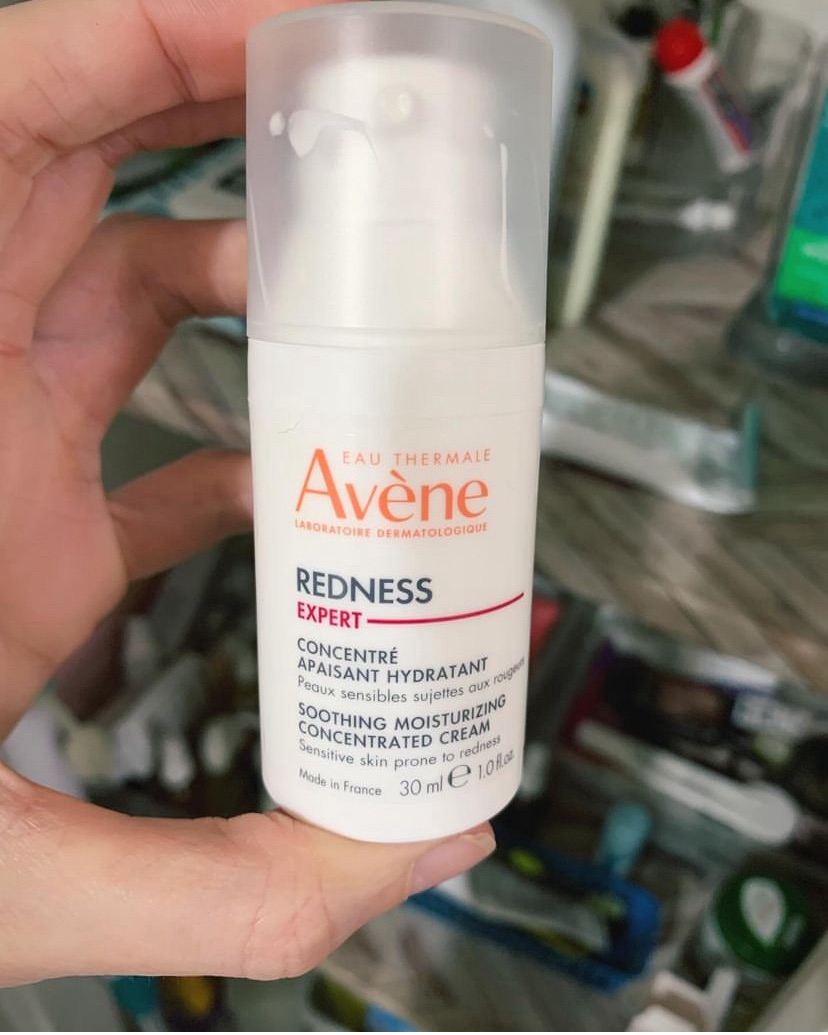 EAU THERMALE
Avène
LABORATOIRE DERMATOLOGIQUE
REDNESS
EXPERT
CONCENTRÉ
APAISANT HYDRATANT
Peaux sensibles sujettes aux rougeurs
SOOTHING MOISTURIZING
CONCENTRATED CREAM
Sensitive skin prone to redness
Made in France 30 ml e 1.0 fl.oz.